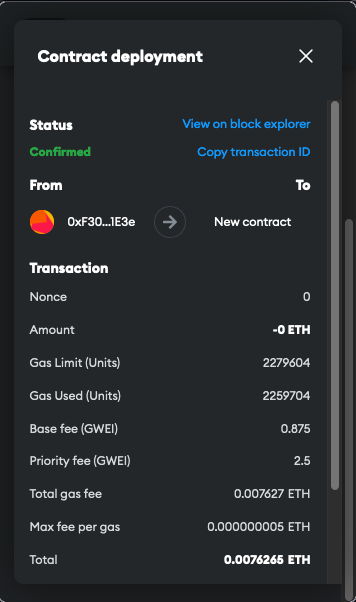 Contract deployment
Status View on block explorer
Confirmed Copy transaction ID
From To
0xF30...1E3e New contract
Transaction
Nonce 0
Amount -0 ETH
Gas Limit (Units) 2279604
Gas Used (Units) 2259704
Base fee (GWEI) 0.875
Priority fee (GWEI) 2.5
Total gas fee 0.007627 ETH
Max fee per gas 0.000000005 ETH
Total 0.0076265 ETH